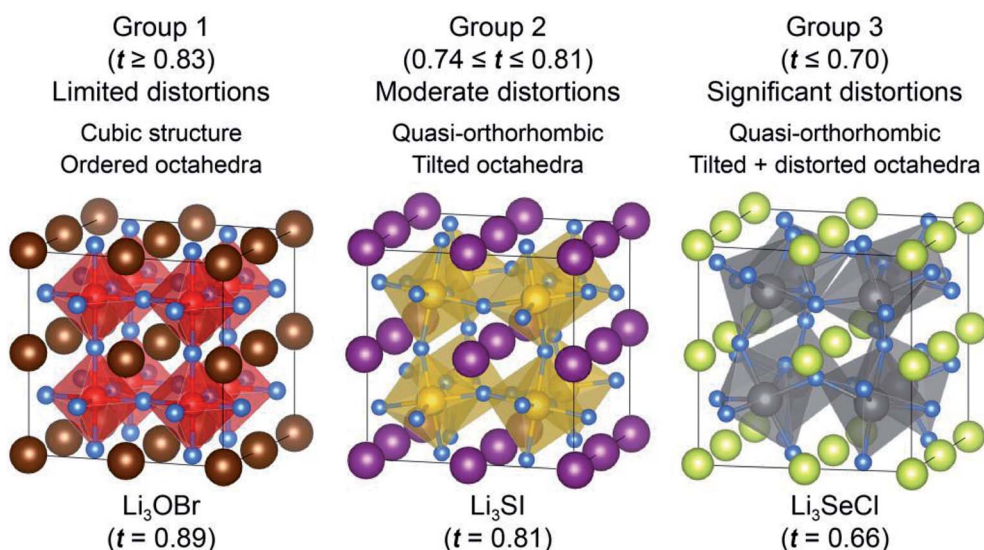 Group 1
(t ≥ 0.83)
Limited distortions
Cubic structure
Ordered octahedra
Li₃OBr
(t = 0.89)
Group 2
(0.74 ≤ t ≤ 0.81)
Moderate distortions
Quasi-orthorhombic
Tilted octahedra
Li₃SI
(t = 0.81)
Group 3
(t ≤ 0.70)
Significant distortions
Quasi-orthorhombic
Tilted + distorted octahedra
Li₃SeCl
(t = 0.66)